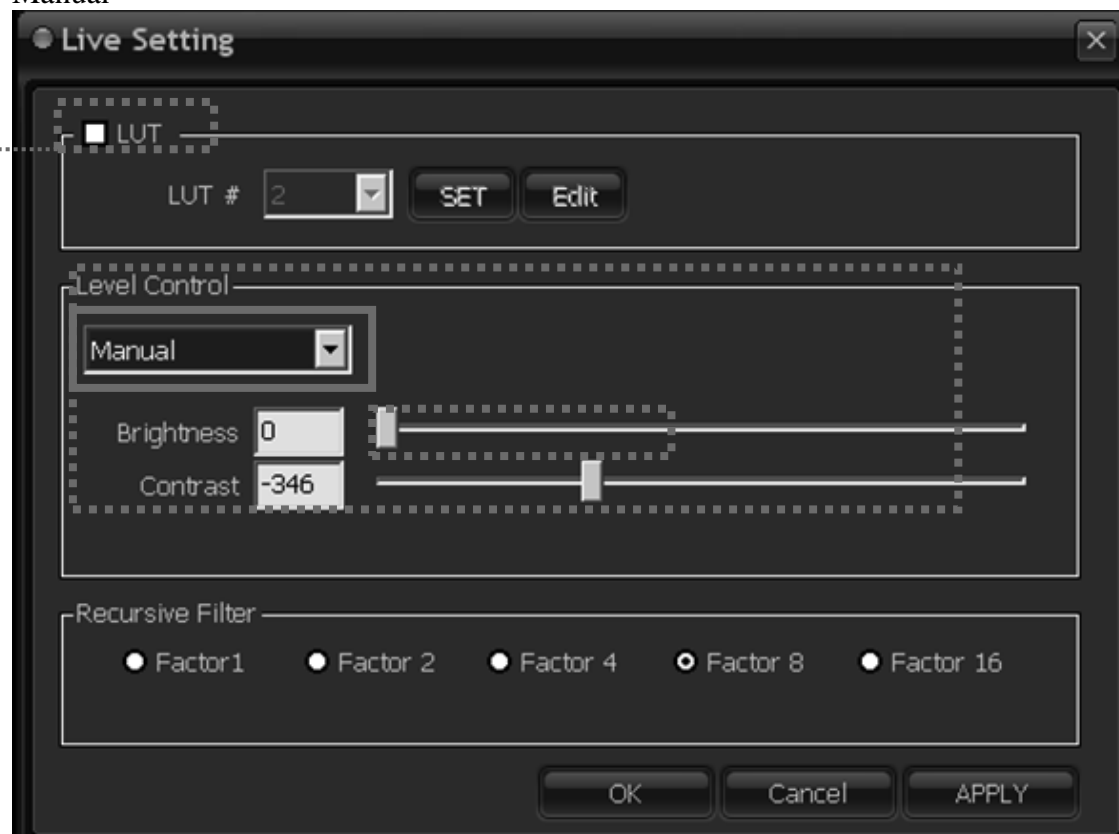 Manual
Live Setting
LUT
LUT # 2 SET Edit
Level Control
Manual
Brightness 0
Contrast -346
Recursive Filter
Factor1 Factor 2 Factor 4 Factor 8 Factor 16
OK Cancel APPLY